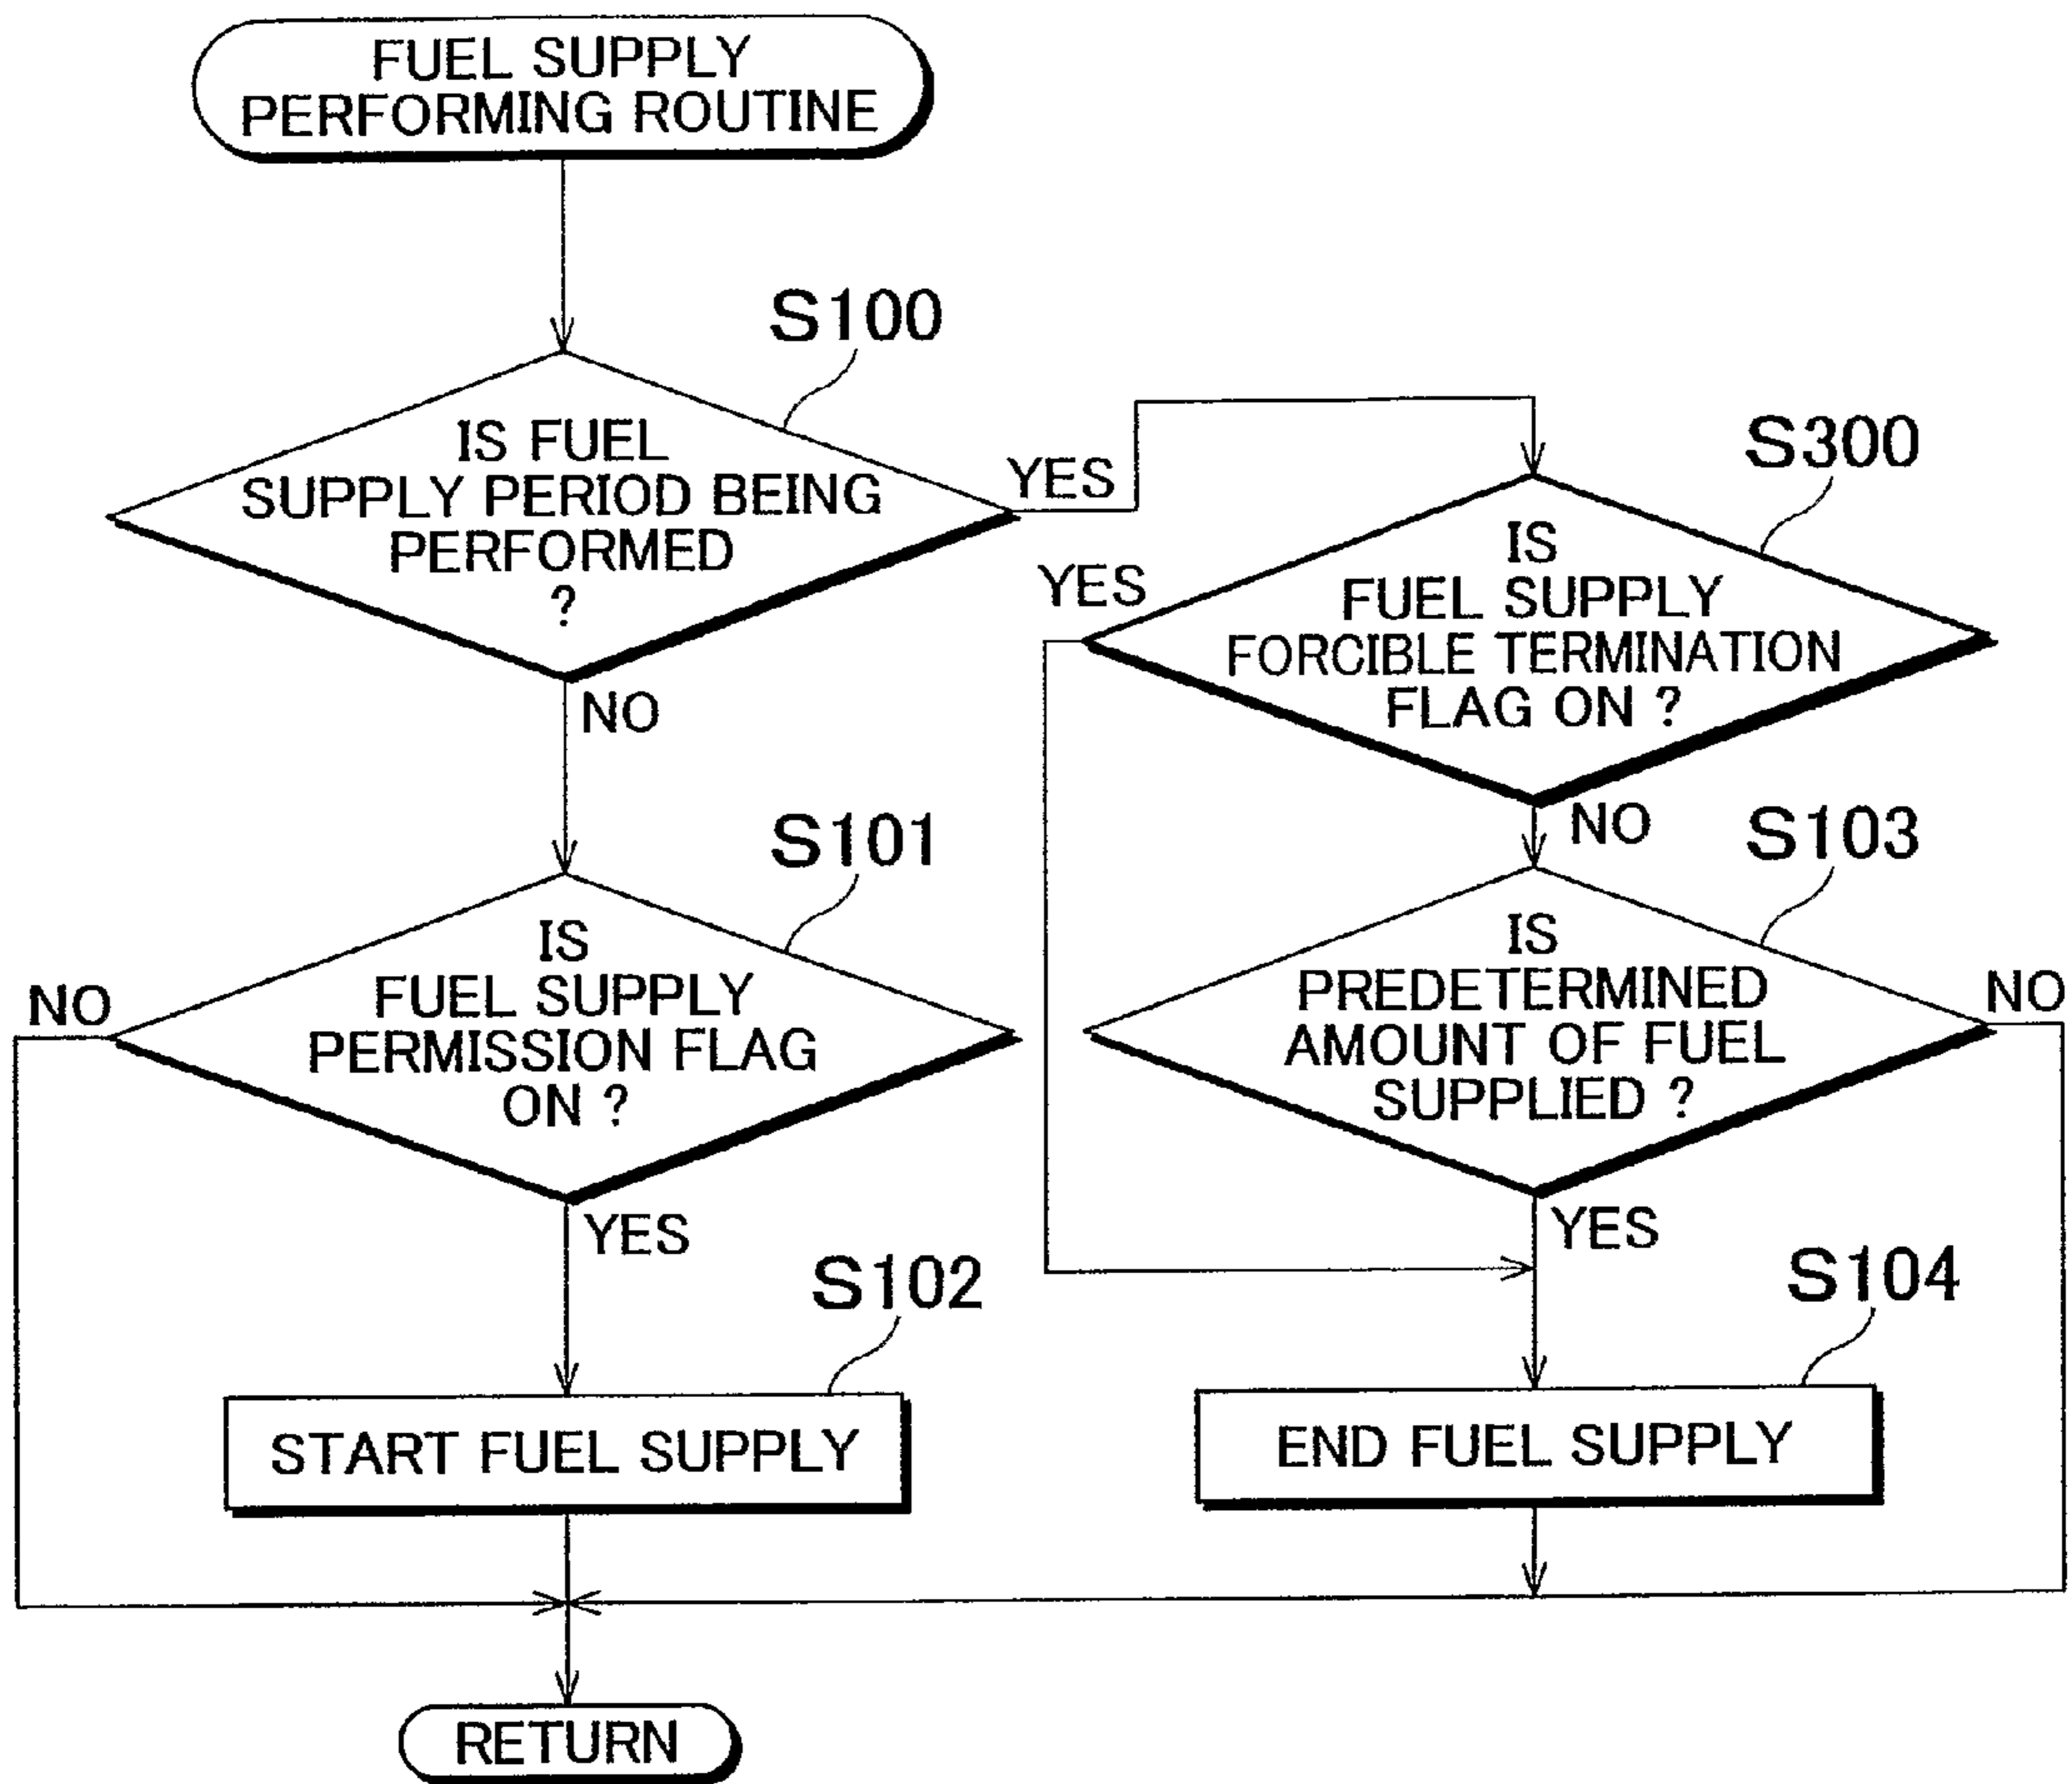 FUEL SUPPLY
PERFORMING ROUTINE
S100
IS FUEL
SUPPLY PERIOD BEING
PERFORMED
?
YES
NO
S300
IS
FUEL SUPPLY
FORCIBLE TERMINATION
FLAG ON ?
YES
NO
S101
IS
FUEL SUPPLY
PERMISSION FLAG
ON ?
NO
YES
S103
IS
PREDETERMINED
AMOUNT OF FUEL
SUPPLIED ?
NO
YES
S102
START FUEL SUPPLY
S104
END FUEL SUPPLY
RETURN